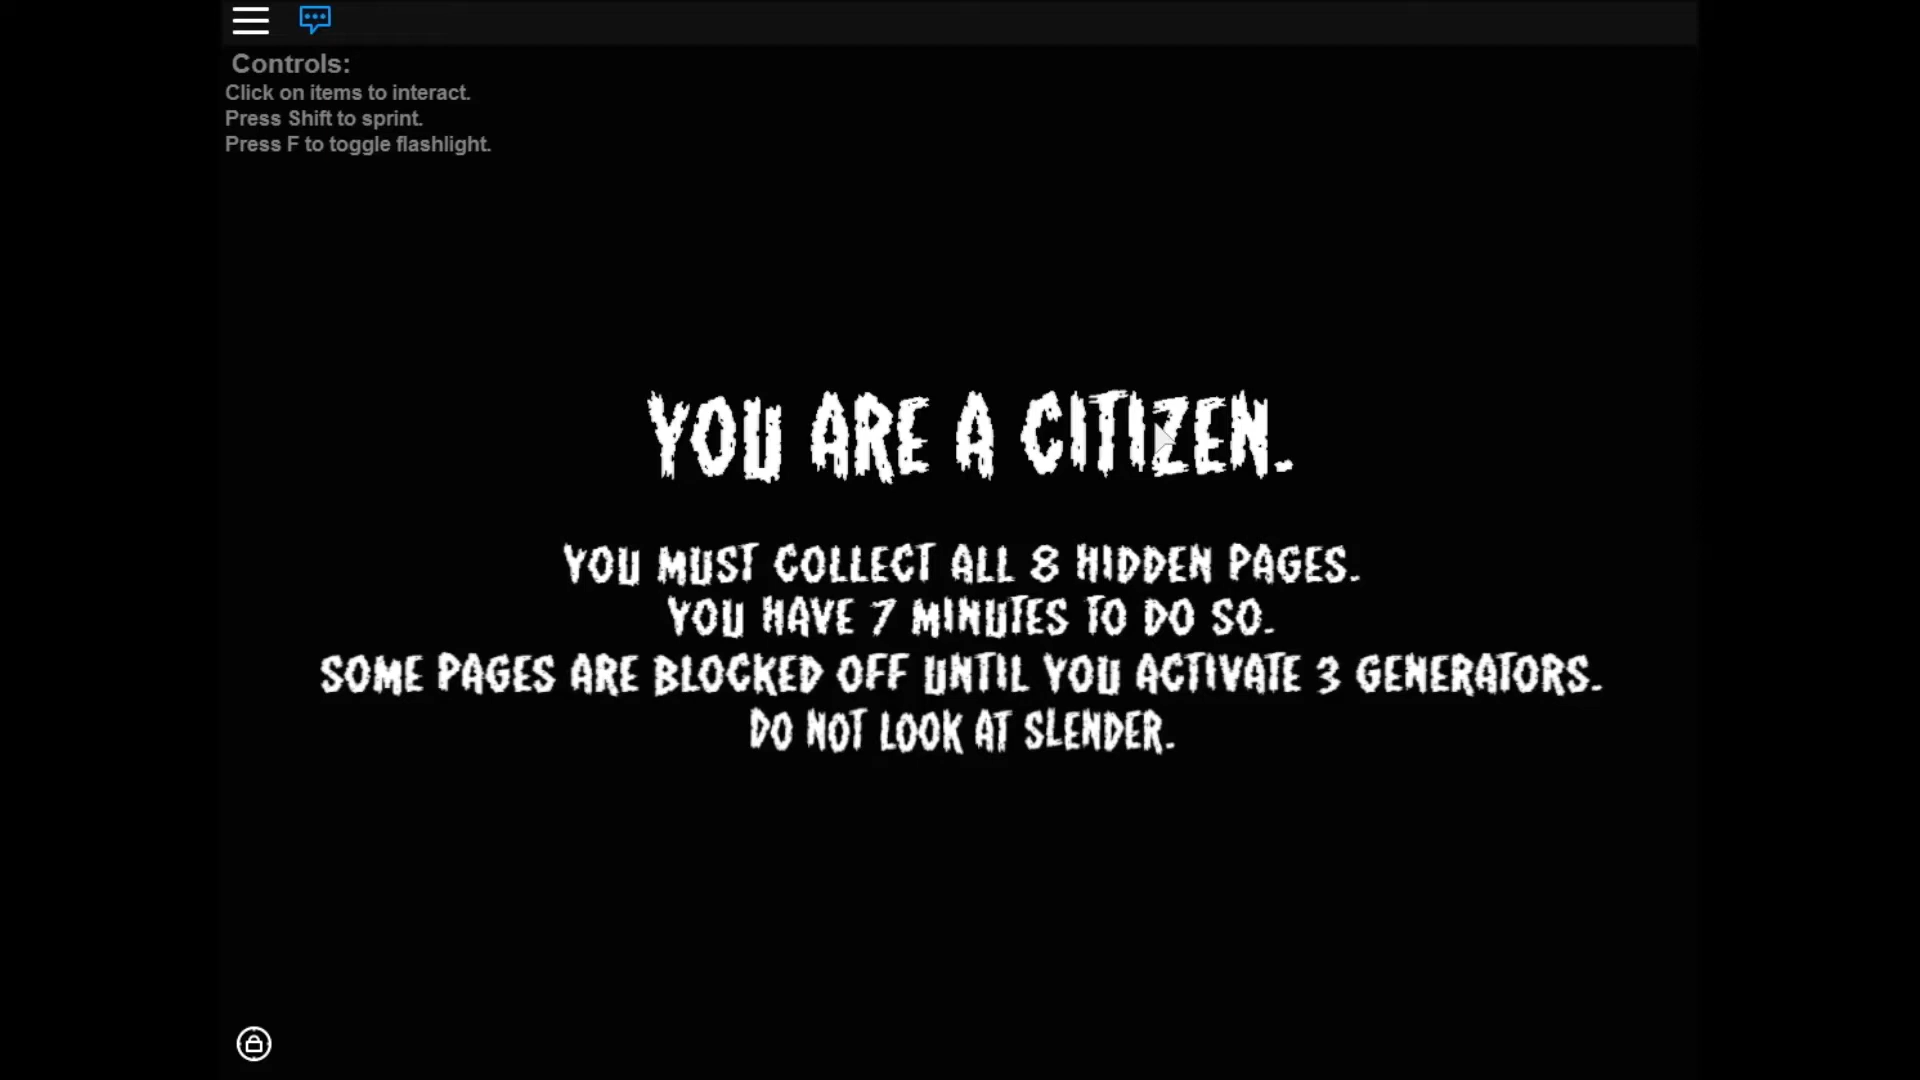 Controls:
Click on items to interact.
Press Shift to sprint.
Press F to toggle flashlight.
YOU ARE A CITIZEN.
YOU MUST COLLECT ALL 8 HIDDEN PAGES.
YOU HAVE 7 MINUTES TO DO SO.
SOME PAGES ARE BLOCKED OFF UNTIL YOU ACTIVATE 3 GENERATORS.
DO NOT LOOK AT SLENDER.